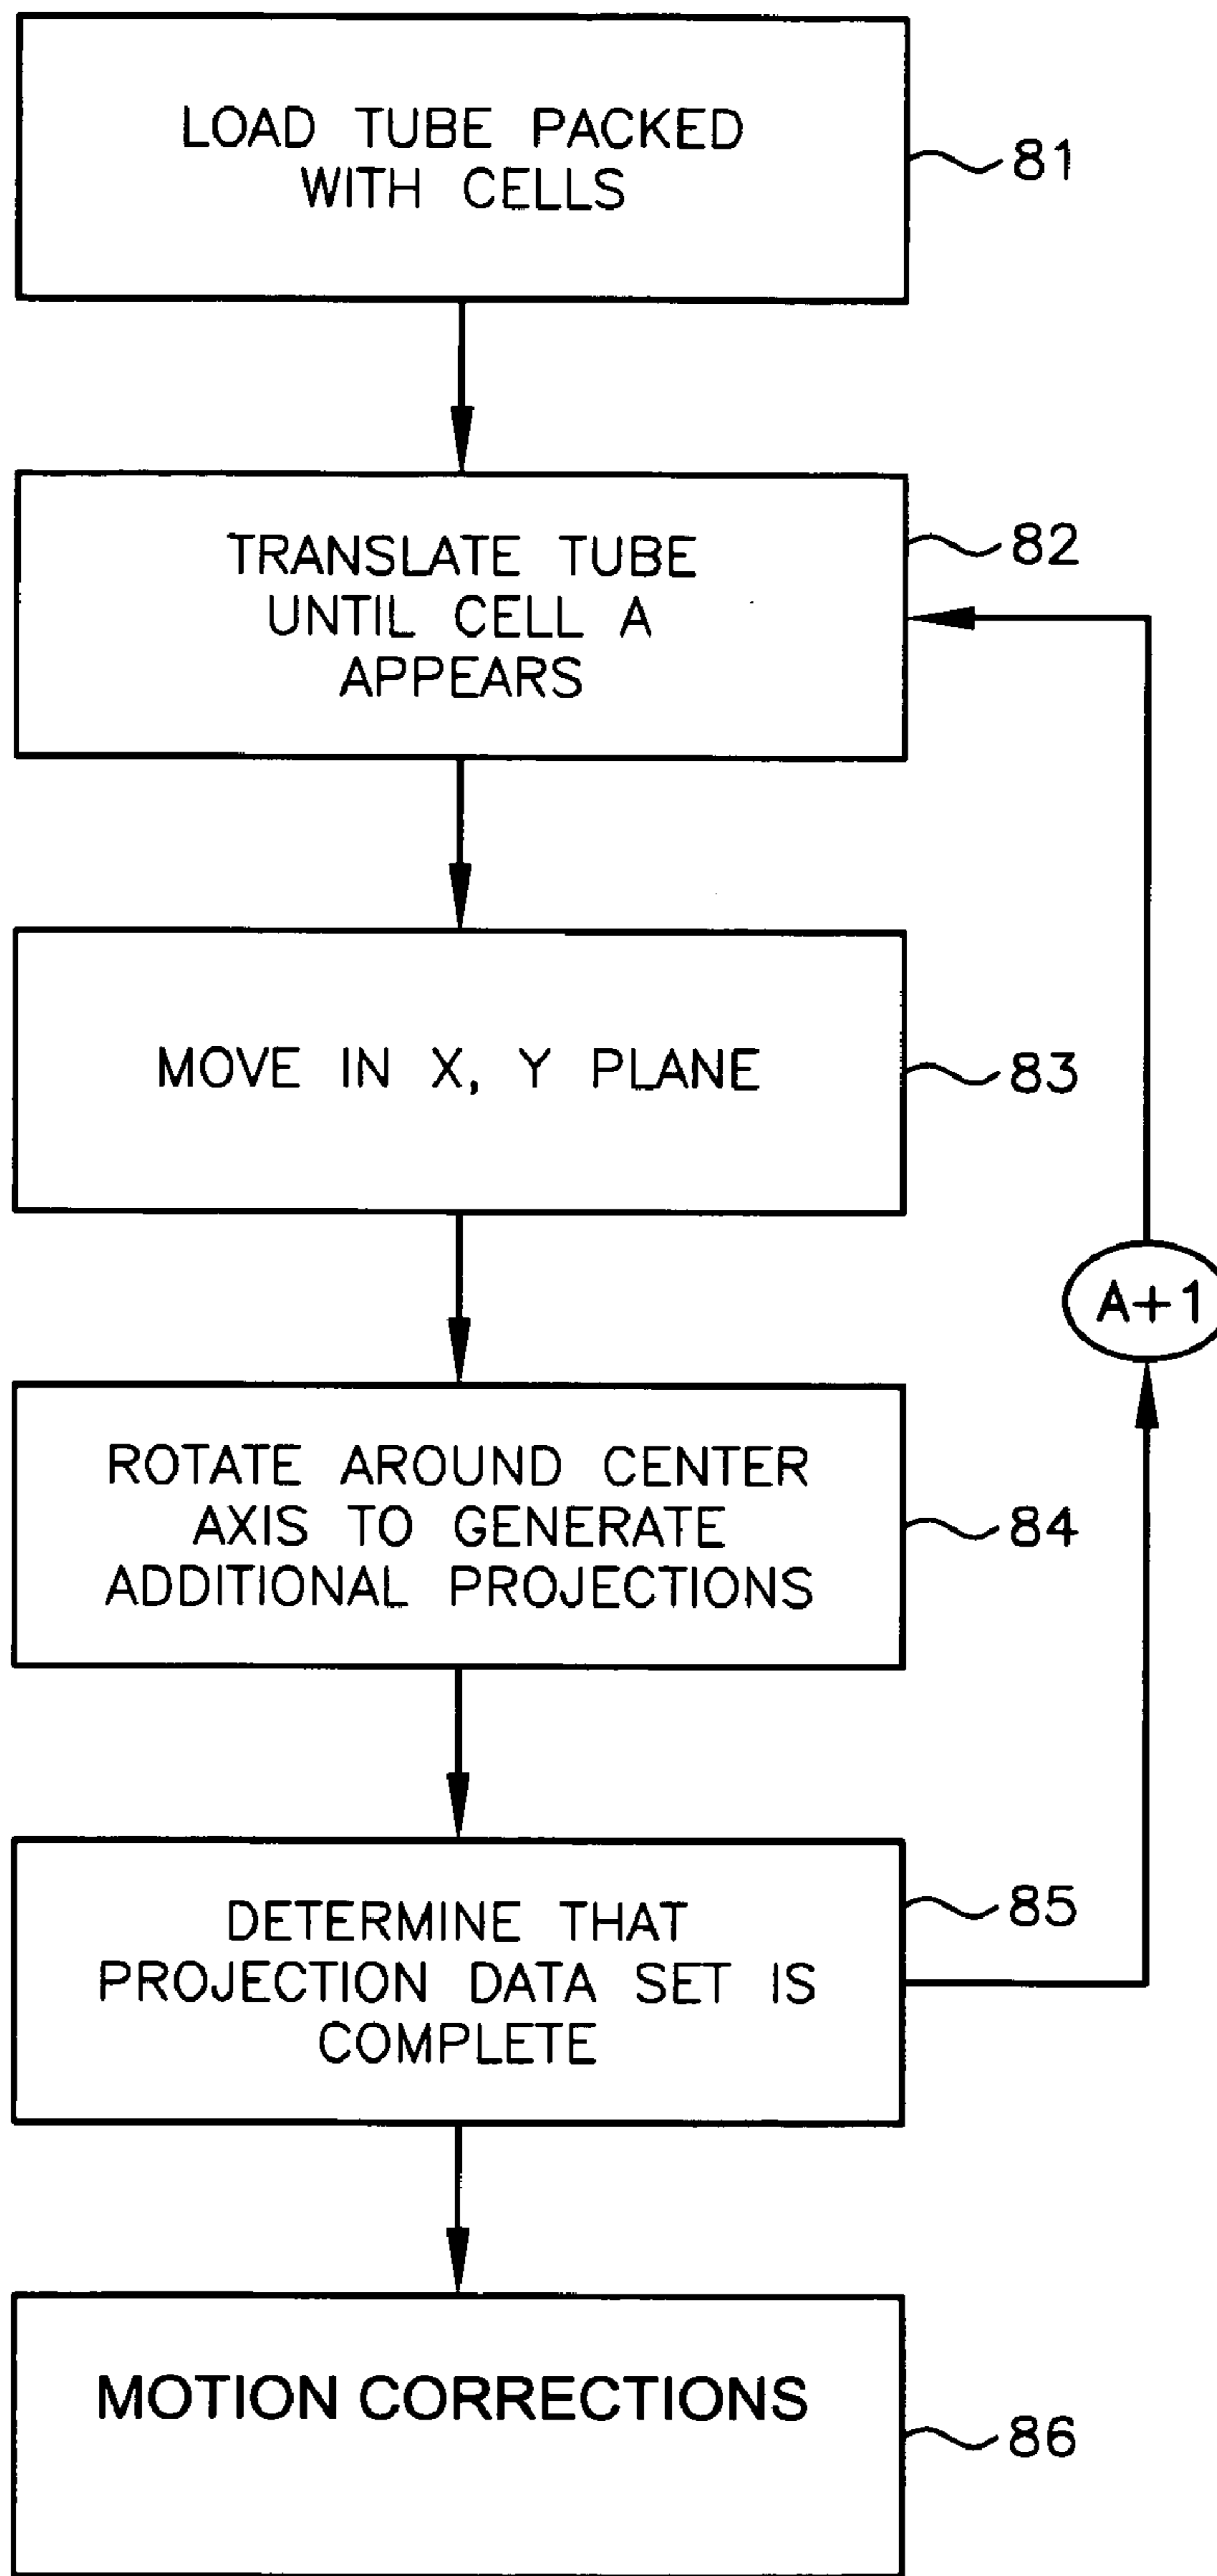 LOAD TUBE PACKED
WITH CELLS
81
TRANSLATE TUBE
UNTIL CELL A
APPEARS
82
MOVE IN X, Y PLANE
83
A+1
ROTATE AROUND CENTER
AXIS TO GENERATE
ADDITIONAL PROJECTIONS
84
DETERMINE THAT
PROJECTION DATA SET IS
COMPLETE
85
MOTION CORRECTIONS
86